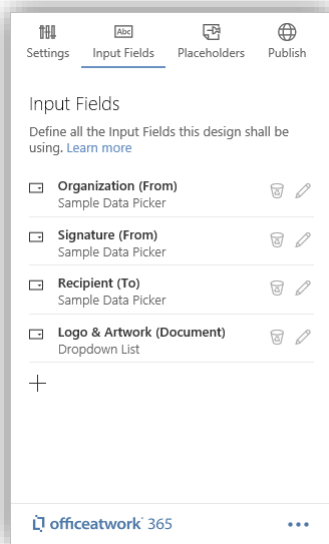 Abc
Settings Input Fields Placeholders Publish
Input Fields
Define all the Input Fields this design shall be
using. Learn more
Organization (From)
Sample Data Picker
Signature (From)
Sample Data Picker
Recipient (To)
Sample Data Picker
Logo & Artwork (Document)
Dropdown List
officeatwork 365